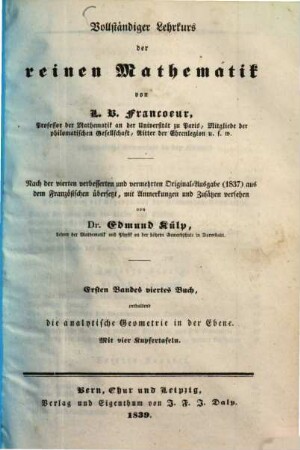 Vollständiger Lehrkurs
der
reinen Mathematik
von
L. B. Francoeur,
Professor der Mathematik an der Universität zu Paris, Mitgliede der
philomatischen Gesellschaft, Ritter der Ehrenlegion u. s. w.
Nach der vierten verbesserten und vermehrten Original-Ausgabe (1837) aus
dem Französischen übersetzt, mit Anmerkungen und Zusätzen versehen
von
Dr. Edmund Külp,
Lehrer der Mathematik und Physik an der höhern Gewerbschule in Darmstadt.
Ersten Bandes viertes Buch,
enthaltend
die analytische Geometrie in der Ebene.
Mit vier Kupfertafeln.
Bern, Chur und Leipzig,
Verlag und Eigenthum von J. F. J. Dalp.
1839.